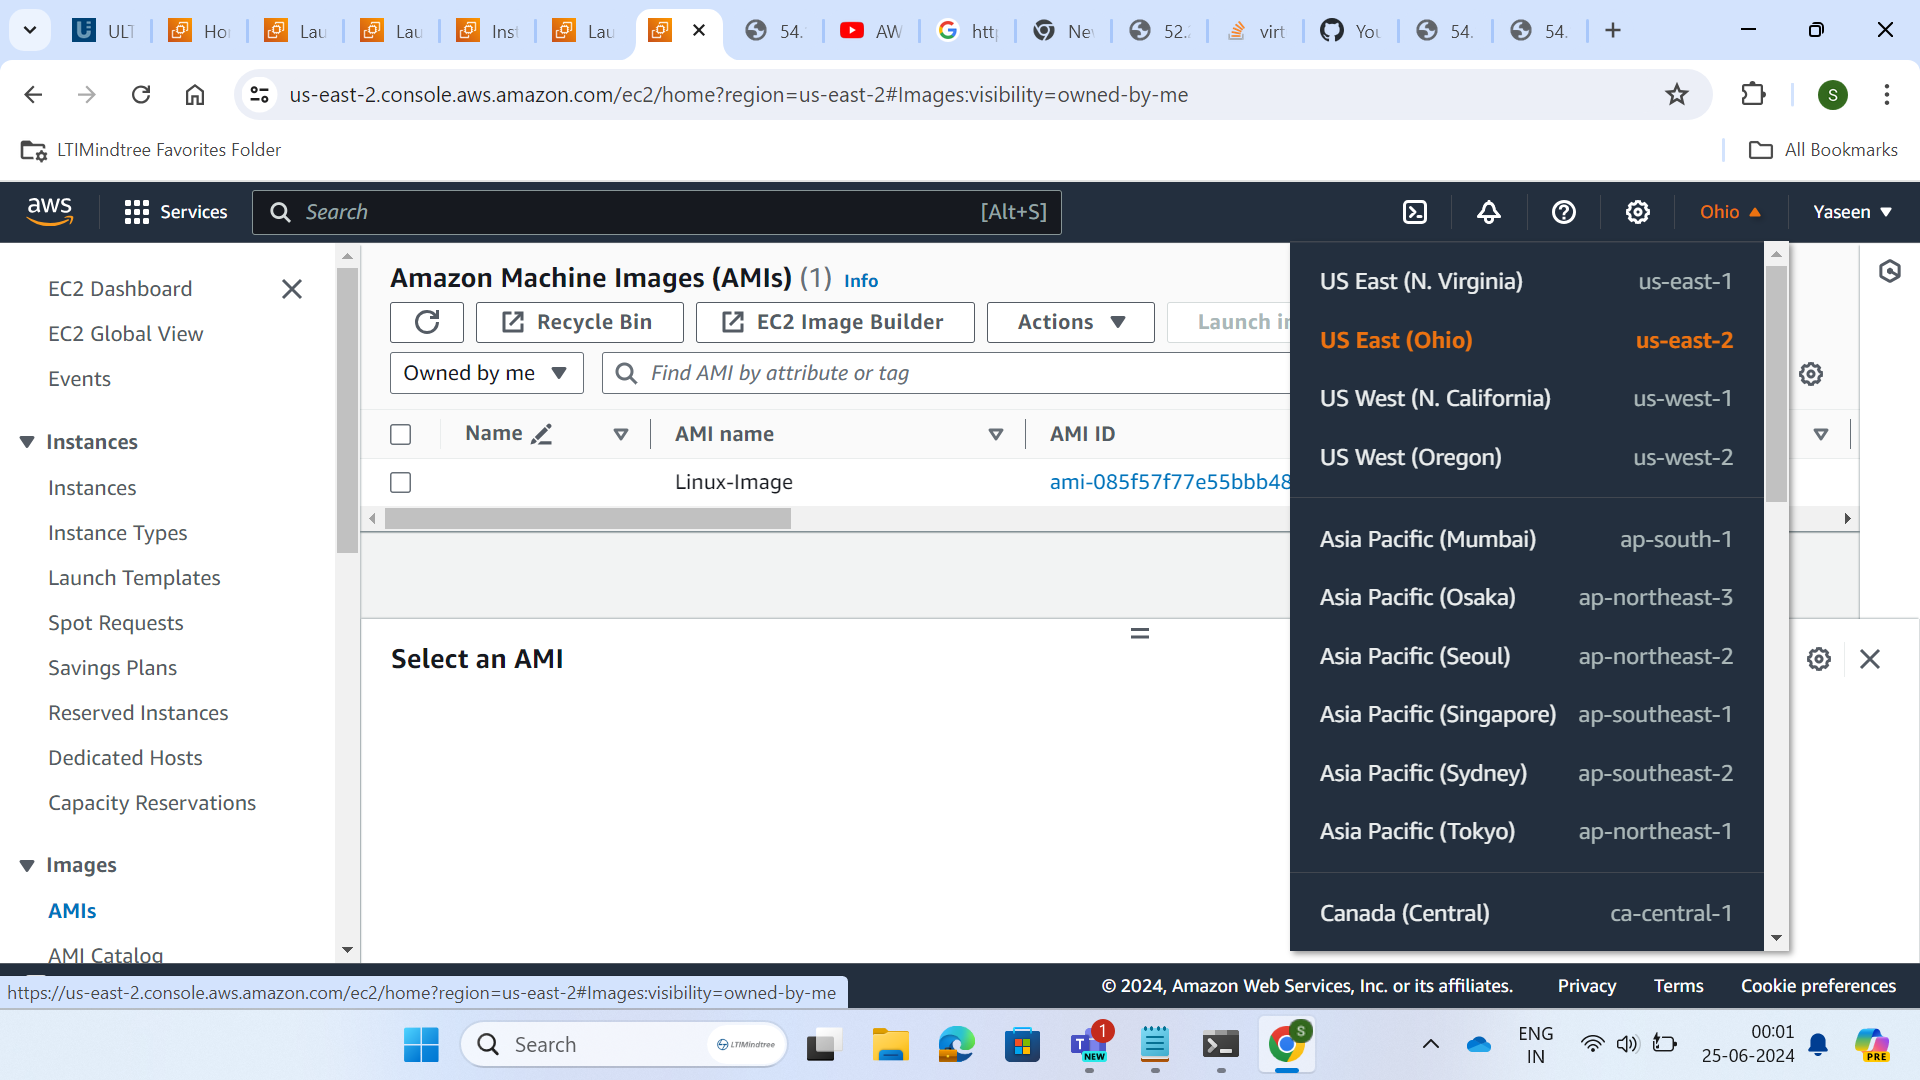 ULT
Ho
Lau
Lau
Inst
Lau
54.
AW
http
Nev
52.2
virt
You
54.
54.
us-east-2.console.aws.amazon.com/ec2/home?region=us-east-2#Images:visibility=owned-by-me
S
LTIMindtree Favorites Folder
All Bookmarks
aws
Services
Search
[Alt+S]
Ohio
Yaseen
EC2 Dashboard
EC2 Global View
Events
Instances
Instances
Instance Types
Launch Templates
Spot Requests
Savings Plans
Reserved Instances
Dedicated Hosts
Capacity Reservations
Images
AMIs
AMI Catalog
Amazon Machine Images (AMIs) (1) Info
Recycle Bin
EC2 Image Builder
Actions
Launch in
Owned by me
Find AMI by attribute or tag
Name
AMI name
AMI ID
Linux-Image
ami-085f57f77e55bbb48
Select an AMI
US East (N. Virginia) us-east-1
US East (Ohio) us-east-2
US West (N. California) us-west-1
US West (Oregon) us-west-2
Asia Pacific (Mumbai) ap-south-1
Asia Pacific (Osaka) ap-northeast-3
Asia Pacific (Seoul) ap-northeast-2
Asia Pacific (Singapore) ap-southeast-1
Asia Pacific (Sydney) ap-southeast-2
Asia Pacific (Tokyo) ap-northeast-1
Canada (Central) ca-central-1
https://us-east-2.console.aws.amazon.com/ec2/home?region=us-east-2#Images:visibility=owned-by-me
© 2024, Amazon Web Services, Inc. or its affiliates.
Privacy
Terms
Cookie preferences
Search
LTIMindtree
1
T
NEW
S
ENG
IN
00:01
25-06-2024
PRE